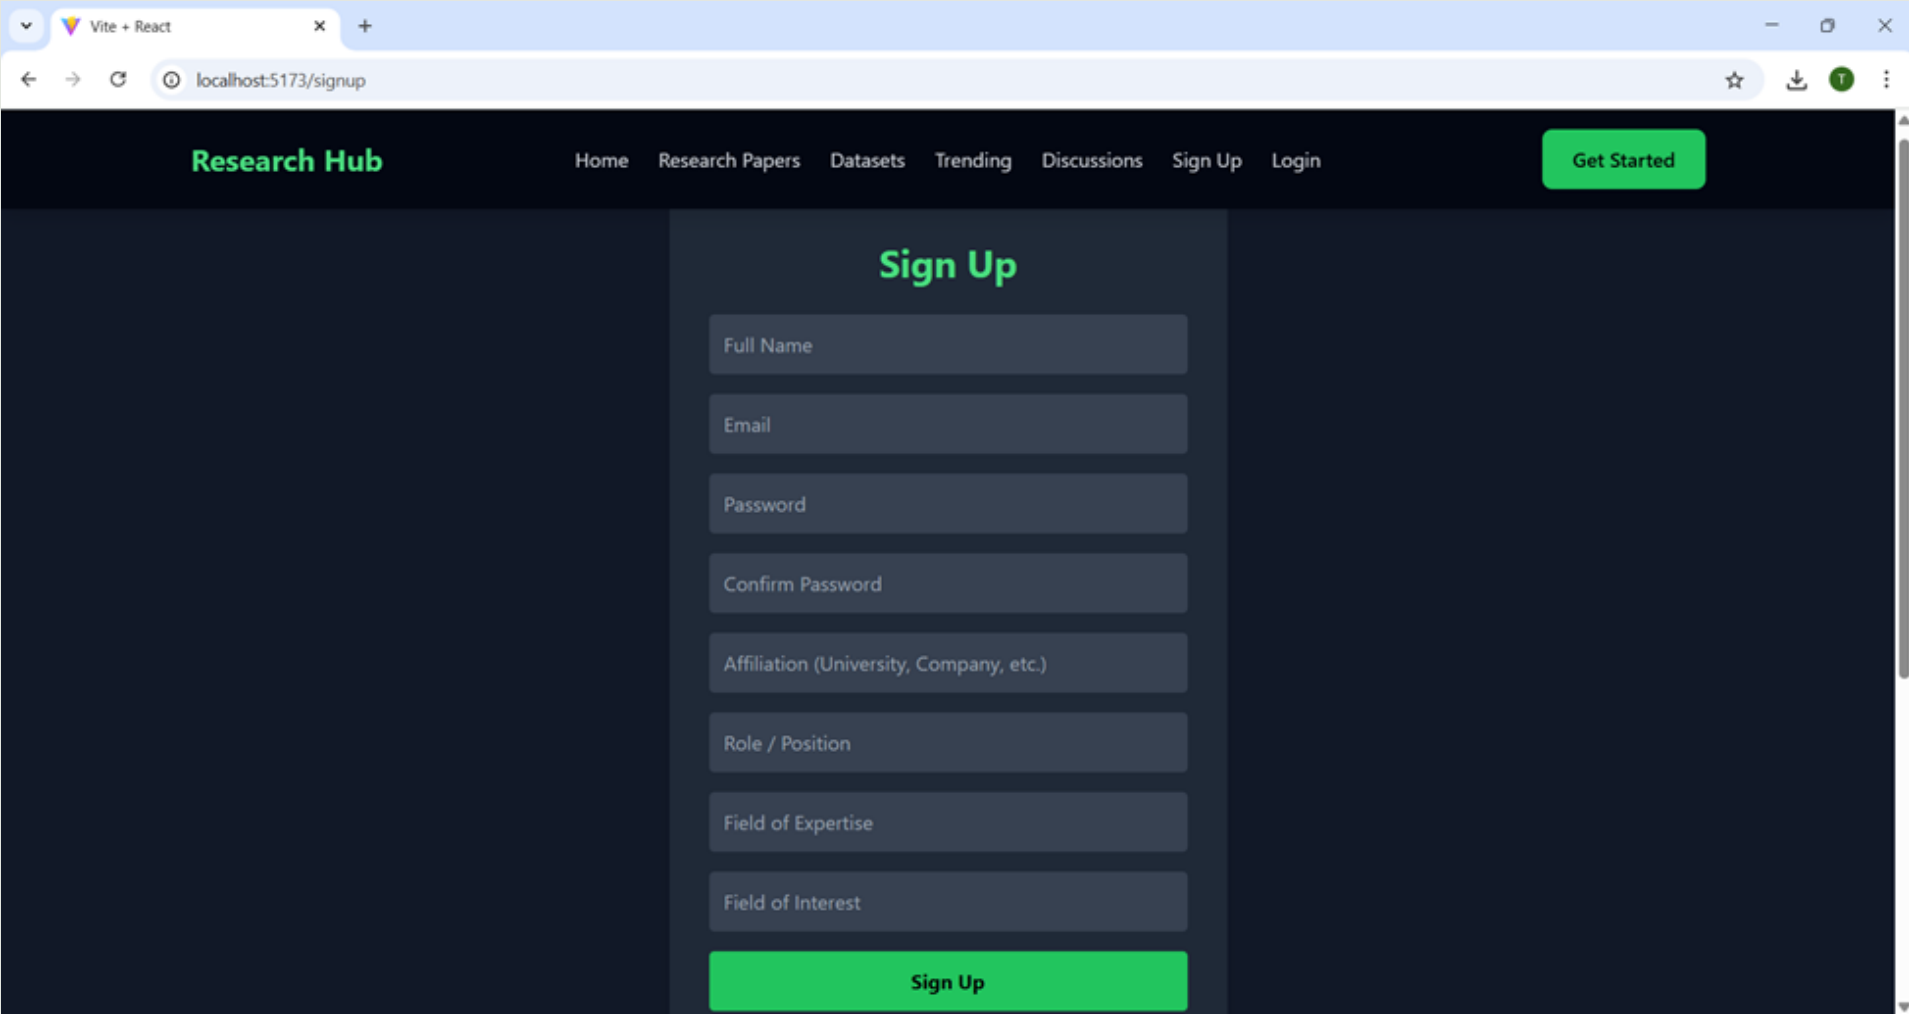 Vite + React
localhost:5173/signup
T
Research Hub
Home Research Papers Datasets Trending Discussions Sign Up Login
Get Started
Sign Up
Full Name
Email
Password
Confirm Password
Affiliation (University, Company, etc.)
Role / Position
Field of Expertise
Field of Interest
Sign Up